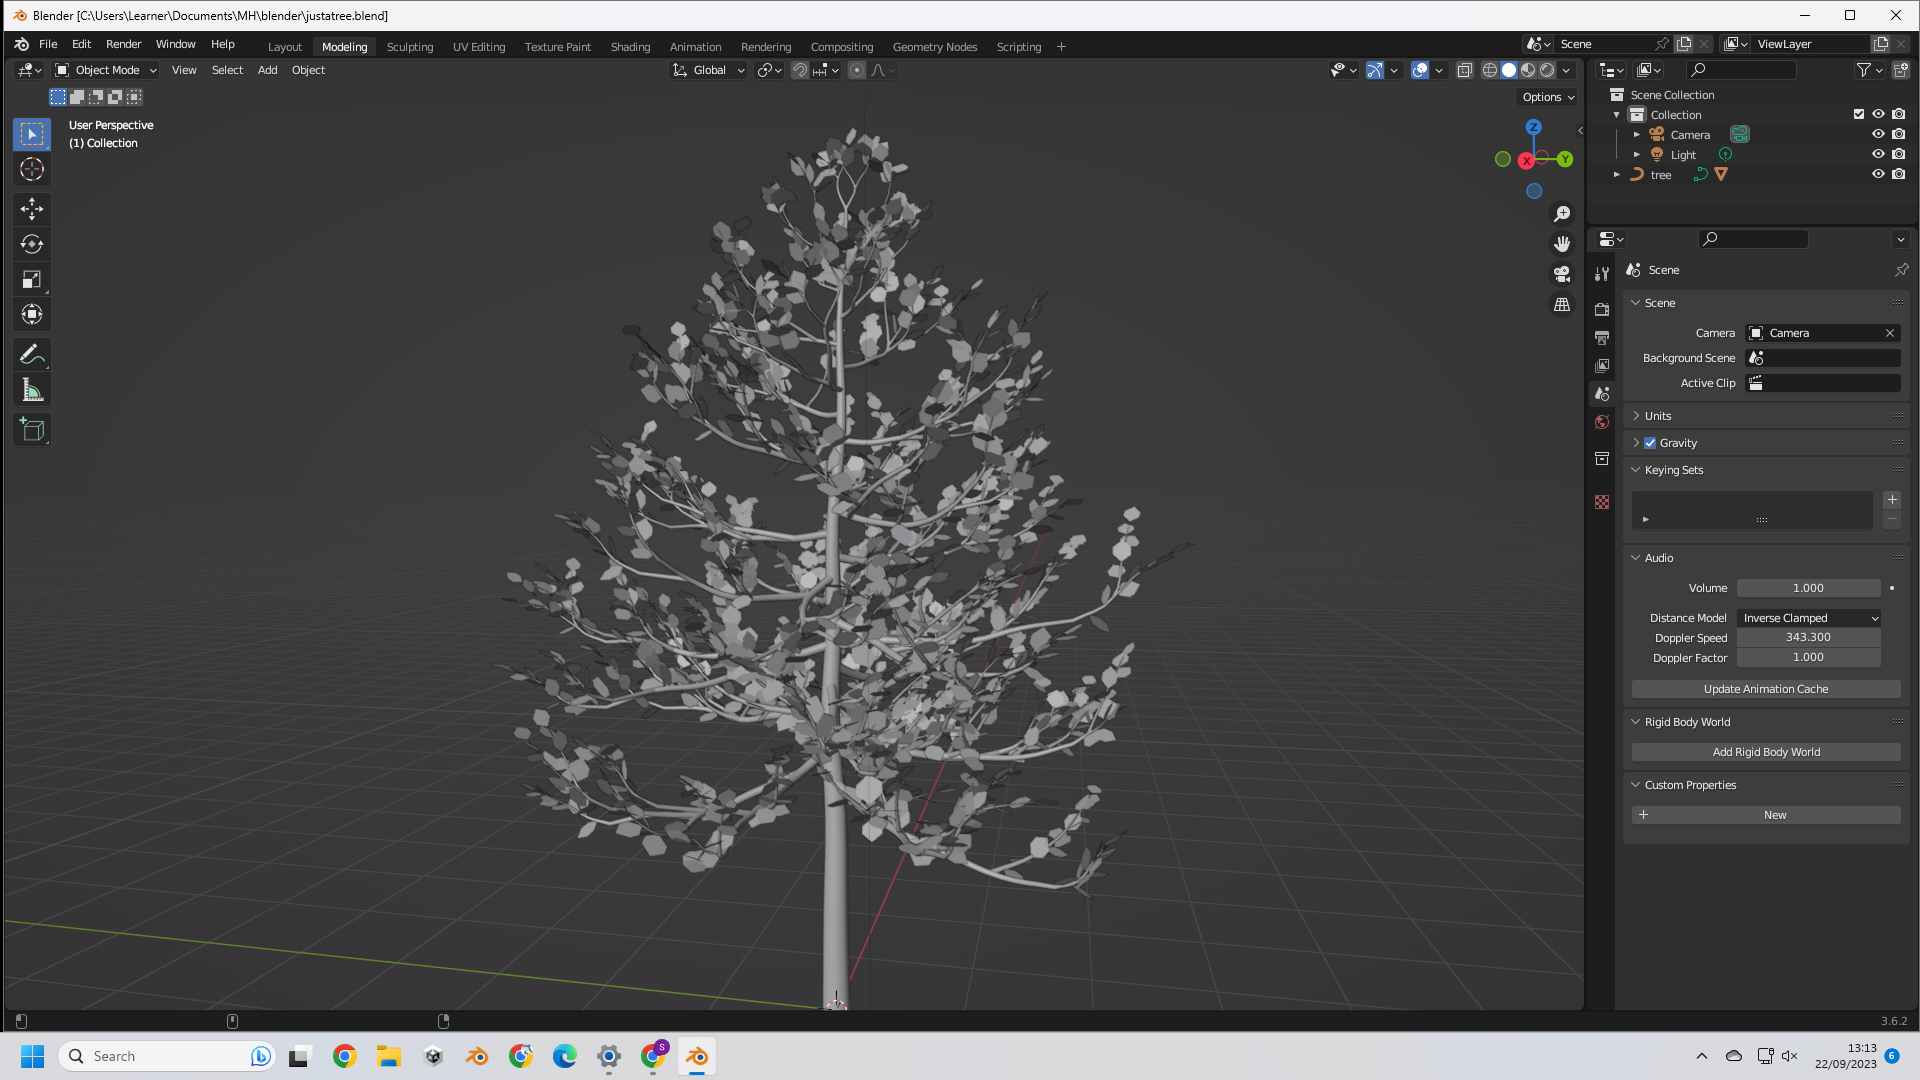 Blender [C:\Users\Learner\Documents\MH\blender\justatree.blend]
File Edit Render Window Help Layout Modeling Sculpting UV Editing Texture Paint Shading Animation Rendering Compositing Geometry Nodes Scripting + Scene ViewLayer
Object Mode View Select Add Object Global
Options
User Perspective
(1) Collection
Z
X
Y
Scene Collection
Collection
Camera
Light
tree
Scene
Scene
Camera Camera
Background Scene
Active Clip
Units
Gravity
Keying Sets
Audio
Volume 1.000
Distance Model Inverse Clamped
Doppler Speed 343.300
Doppler Factor 1.000
Update Animation Cache
Rigid Body World
Add Rigid Body World
Custom Properties
New
3.6.2
Search
S
13:13
22/09/2023
6